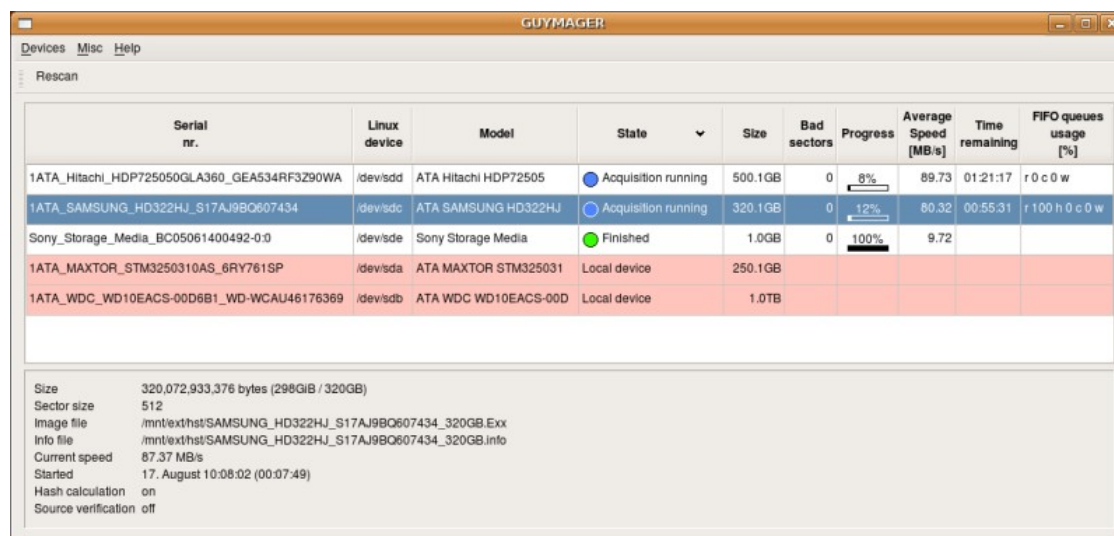 GUYMAGER
Devices Misc Help
Rescan
Serial nr. Linux device Model State Size Bad sectors Progress Average Speed [MB/s] Time remaining FIFO queues usage [%]
1ATA_Hitachi_HDP725050GLA360_GEA534RF3Z90WA /dev/sdd ATA Hitachi HDP72505 Acquisition running 500.1GB 0 8% 89.73 01:21:17 r 0 c 0 w
1ATA_SAMSUNG_HD322HJ_S17AJ9BQ607434 /dev/sdc ATA SAMSUNG HD322HJ Acquisition running 320.1GB 0 12% 80.32 00:55:31 r 100 h 0 c 0 w
Sony_Storage_Media_BC05061400492-0:0 /dev/sde Sony Storage Media Finished 1.0GB 0 100% 9.72
1ATA_MAXTOR_STM3250310AS_6RY761SP /dev/sda ATA MAXTOR STM325031 Local device 250.1GB
1ATA_WDC_WD10EACS-00D6B1_WD-WCAU46176369 /dev/sdb ATA WDC WD10EACS-00D Local device 1.0TB
Size 320,072,933,376 bytes (298GiB / 320GB)
Sector size 512
Image file /mnt/ext/hst/SAMSUNG_HD322HJ_S17AJ9BQ607434_320GB.Exx
Info file /mnt/ext/hst/SAMSUNG_HD322HJ_S17AJ9BQ607434_320GB.info
Current speed 87.37 MB/s
Started 17. August 10:08:02 (00:07:49)
Hash calculation on
Source verification off